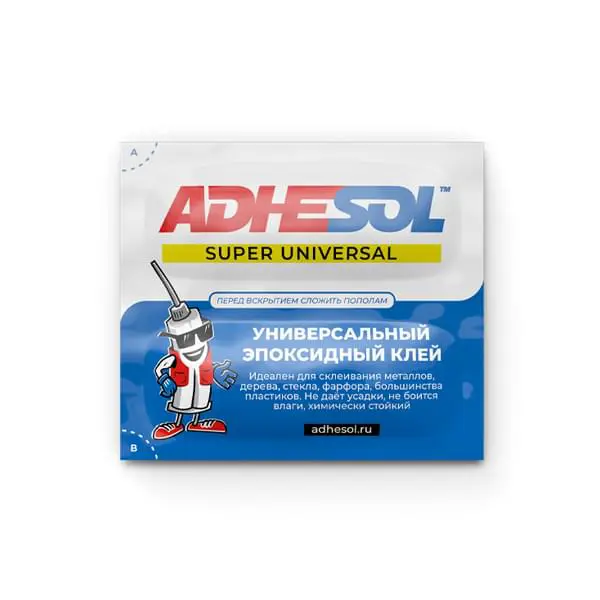 A
ADHESOL™
SUPER UNIVERSAL
ПЕРЕД ВСКРЫТИЕМ СЛОЖИТЬ ПОПОЛАМ
УНИВЕРСАЛЬНЫЙ
ЭПОКСИДНЫЙ КЛЕЙ
Идеален для склеивания металлов,
дерева, стекла, фарфора, большинства
пластиков. Не даёт усадки, не боится
влаги, химически стойкий
adhesol.ru
B